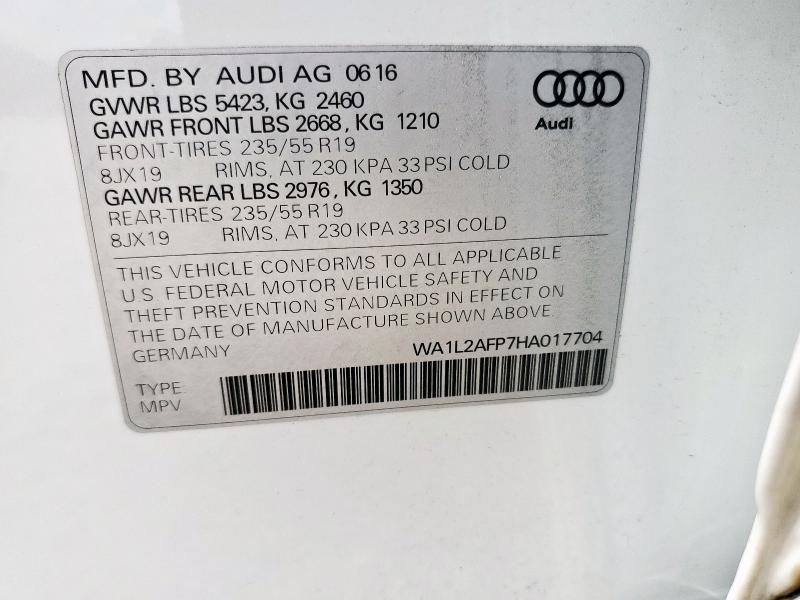 MFD. BY AUDI AG 06 16
GVWR LBS 5423, KG 2460
GAWR FRONT LBS 2668, KG 1210
FRONT-TIRES 235/55 R19
8JX19 RIMS, AT 230 KPA 33 PSI COLD
GAWR REAR LBS 2976, KG 1350
REAR-TIRES 235/55 R19
8JX19 RIMS, AT 230 KPA 33 PSI COLD
Audi
THIS VEHICLE CONFORMS TO ALL APPLICABLE
U.S. FEDERAL MOTOR VEHICLE SAFETY AND
THEFT PREVENTION STANDARDS IN EFFECT ON
THE DATE OF MANUFACTURE SHOWN ABOVE
GERMANY WA1L2AFP7HA017704
TYPE
MPV